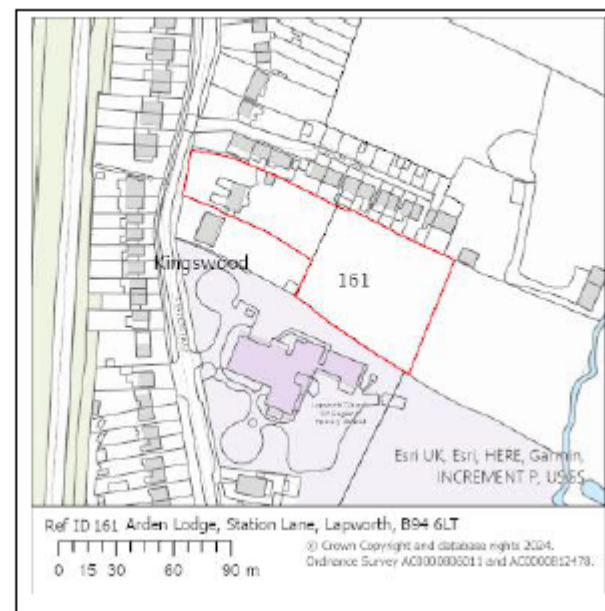 Kingswood
161
Esri UK, Esri, HERE, Garmin,
INCREMENT P, USGS
Ref ID 161 Arden Lodge, Station Lane, Lapworth, B94 6LT
0 15 30 60 90 m
© Crown Copyright and database rights 2024.
Ordnance Survey AC0000806011 and AC0000812478.